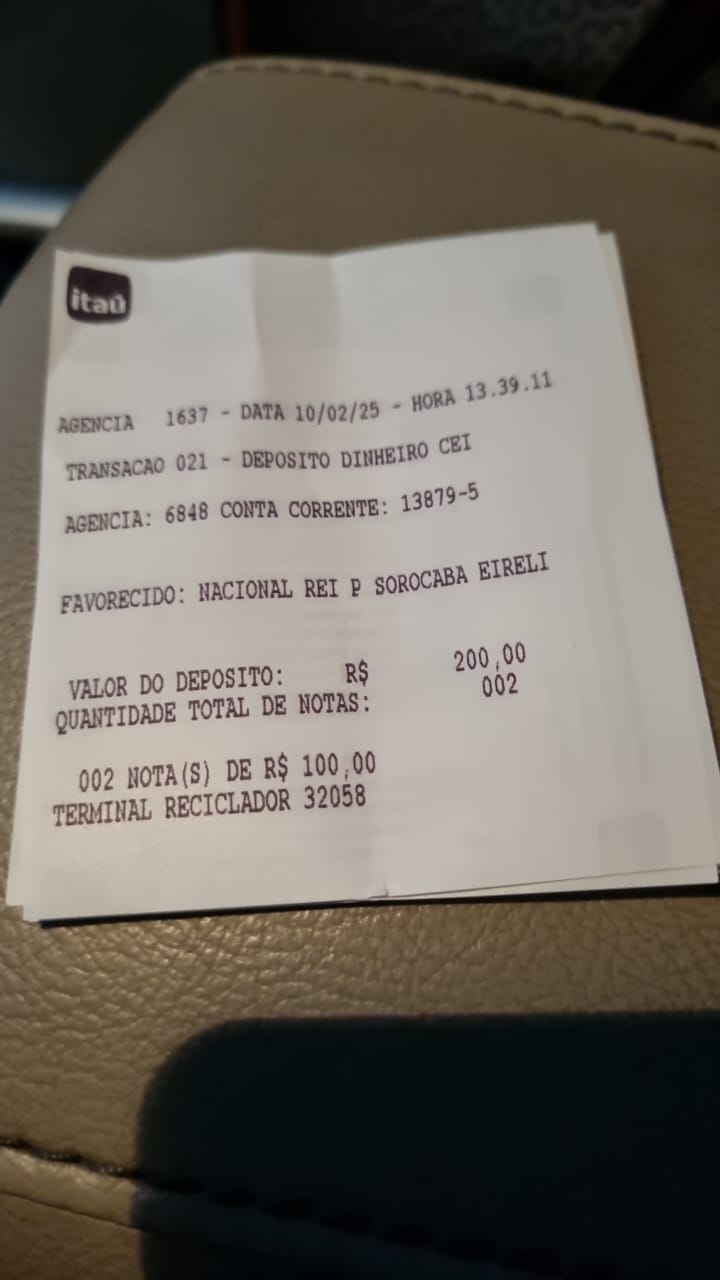 itaú
AGENCIA 1637 - DATA 10/02/25 - HORA 13.39.11
TRANSACAO 021 - DEPOSITO DINHEIRO CEI
AGENCIA: 6848 CONTA CORRENTE: 13879-5
FAVORECIDO: NACIONAL REI P SOROCABA EIRELI
VALOR DO DEPOSITO: R$ 200,00
QUANTIDADE TOTAL DE NOTAS: 002
002 NOTA(S) DE R$ 100,00
TERMINAL RECICLADOR 32058